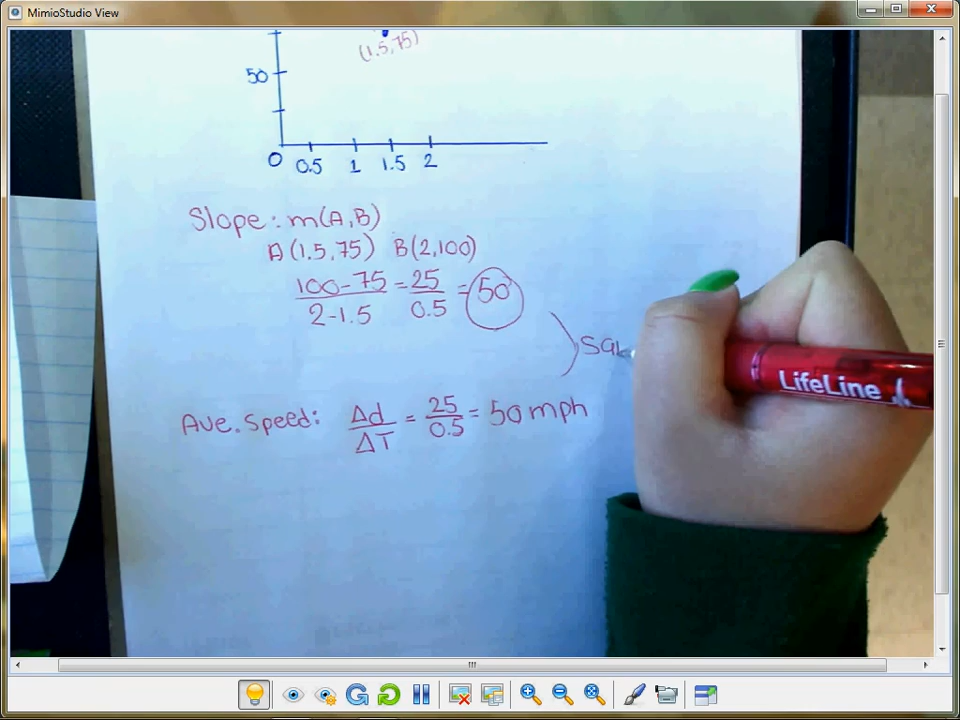 MimioStudio View
(1.5,75)
50
0 0.5 1 1.5 2
Slope: m(A,B)
A(1.5,75) B(2,100)
100-75 = 25 = 50
2-1.5 0.5
LifeLine
Ave. Speed: Δd = 25 = 50 mph
ΔT 0.5